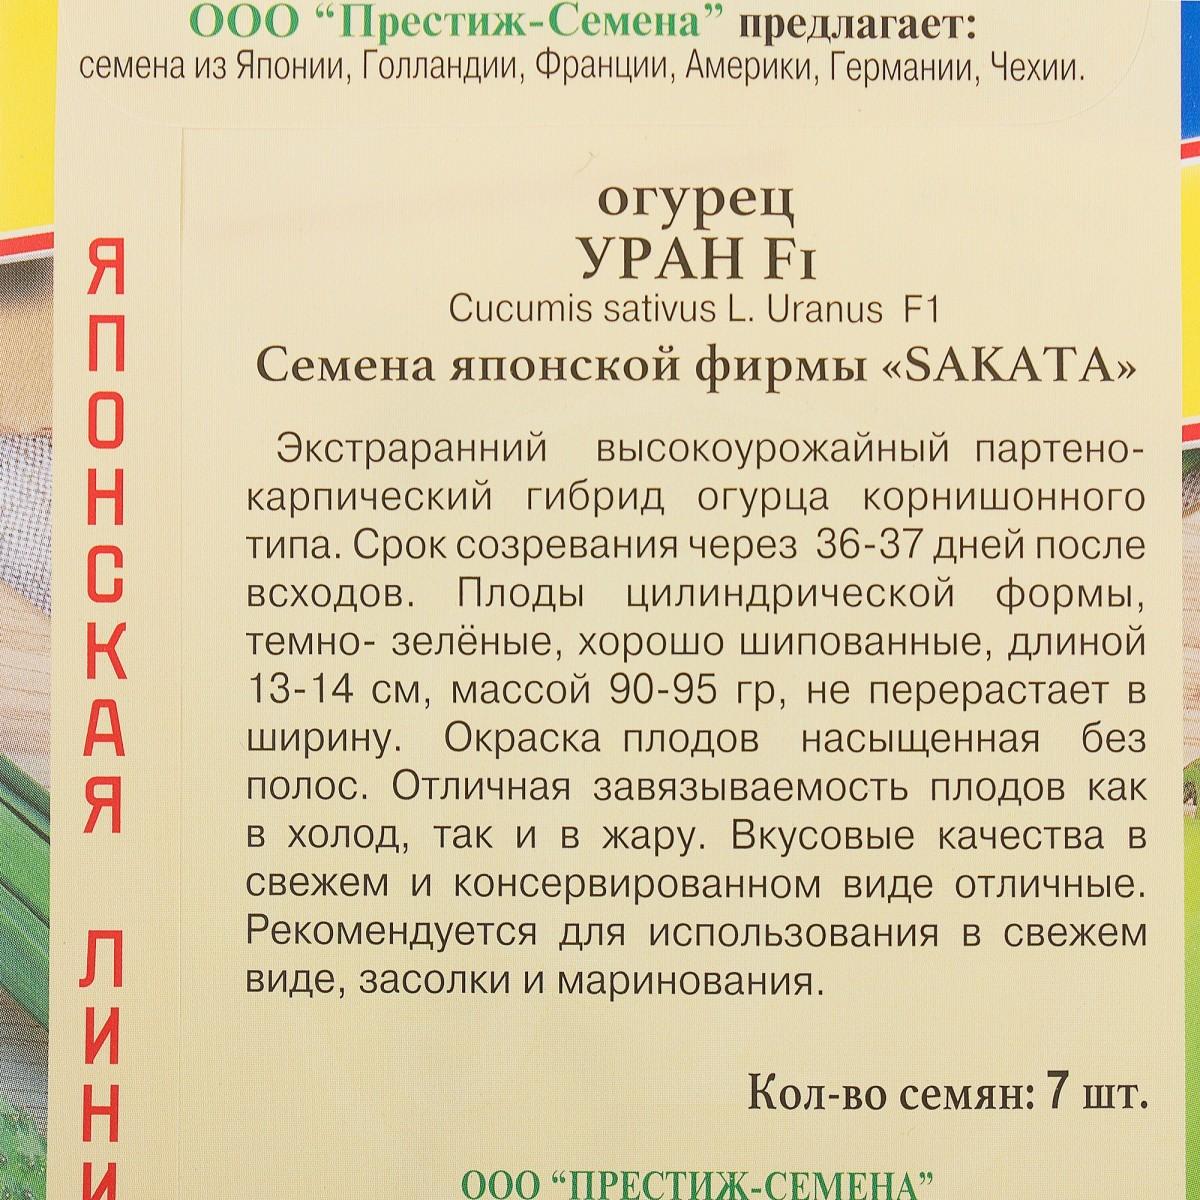 ООО “Престиж-Семена” предлагает:
семена из Японии, Голландии, Франции, Америки, Германии, Чехии.
огурец
УРАН F1
Cucumis sativus L. Uranus F1
Семена японской фирмы «SAKATA»
Экстраранний высокоурожайный партено-
карпический гибрид огурца корнишонного
типа. Срок созревания через 36-37 дней после
всходов. Плоды цилиндрической формы,
темно- зелёные, хорошо шипованные, длиной
13-14 см, массой 90-95 гр, не перерастает в
ширину. Окраска плодов насыщенная без
полос. Отличная завязываемость плодов как
в холод, так и в жару. Вкусовые качества в
свежем и консервированном виде отличные.
Рекомендуется для использования в свежем
виде, засолки и маринования.
Кол-во семян: 7 шт.
ООО “ПРЕСТИЖ-СЕМЕНА”
ЯПОНСКАЯ ЛИНИ